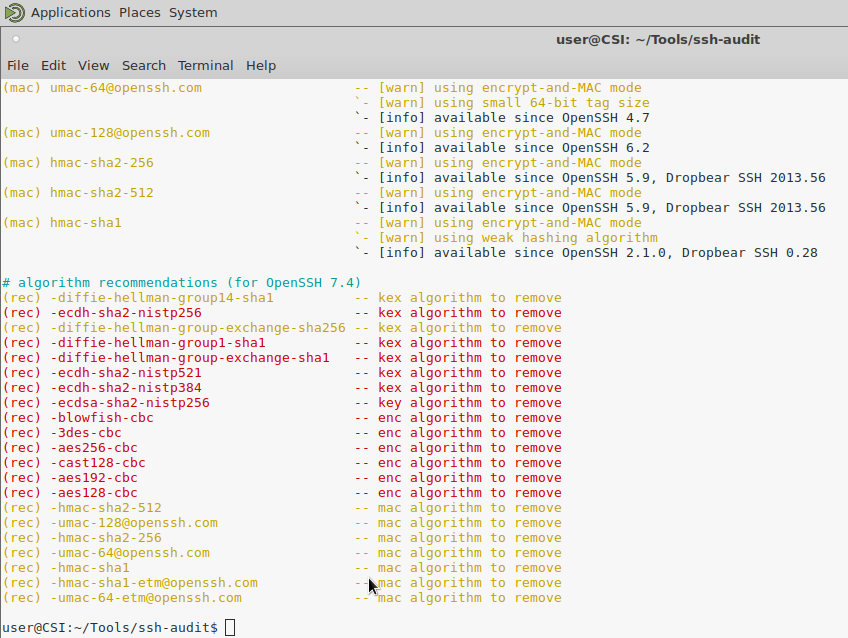 Applications Places System
user@CSI: ~/Tools/ssh-audit
File Edit View Search Terminal Help
(mac) umac-64@openssh.com                   -- [warn] using encrypt-and-MAC mode
                                            `- [warn] using small 64-bit tag size
                                            `- [info] available since OpenSSH 4.7
(mac) umac-128@openssh.com                  -- [warn] using encrypt-and-MAC mode
                                            `- [info] available since OpenSSH 6.2
(mac) hmac-sha2-256                         -- [warn] using encrypt-and-MAC mode
                                            `- [info] available since OpenSSH 5.9, Dropbear SSH 2013.56
(mac) hmac-sha2-512                         -- [warn] using encrypt-and-MAC mode
                                            `- [info] available since OpenSSH 5.9, Dropbear SSH 2013.56
(mac) hmac-sha1                             -- [warn] using encrypt-and-MAC mode
                                            `- [warn] using weak hashing algorithm
                                            `- [info] available since OpenSSH 2.1.0, Dropbear SSH 0.28
# algorithm recommendations (for OpenSSH 7.4)
(rec) -diffie-hellman-group14-sha1          -- kex algorithm to remove
(rec) -ecdh-sha2-nistp256                   -- kex algorithm to remove
(rec) -diffie-hellman-group-exchange-sha256 -- kex algorithm to remove
(rec) -diffie-hellman-group1-sha1           -- kex algorithm to remove
(rec) -diffie-hellman-group-exchange-sha1   -- kex algorithm to remove
(rec) -ecdh-sha2-nistp521                   -- kex algorithm to remove
(rec) -ecdh-sha2-nistp384                   -- kex algorithm to remove
(rec) -ecdsa-sha2-nistp256                  -- key algorithm to remove
(rec) -blowfish-cbc                         -- enc algorithm to remove
(rec) -3des-cbc                             -- enc algorithm to remove
(rec) -aes256-cbc                           -- enc algorithm to remove
(rec) -cast128-cbc                          -- enc algorithm to remove
(rec) -aes192-cbc                           -- enc algorithm to remove
(rec) -aes128-cbc                           -- enc algorithm to remove
(rec) -hmac-sha2-512                        -- mac algorithm to remove
(rec) -umac-128@openssh.com                 -- mac algorithm to remove
(rec) -hmac-sha2-256                        -- mac algorithm to remove
(rec) -umac-64@openssh.com                  -- mac algorithm to remove
(rec) -hmac-sha1                            -- mac algorithm to remove
(rec) -hmac-sha1-etm@openssh.com            -- mac algorithm to remove
(rec) -umac-64-etm@openssh.com              -- mac algorithm to remove
user@CSI:~/Tools/ssh-audit$